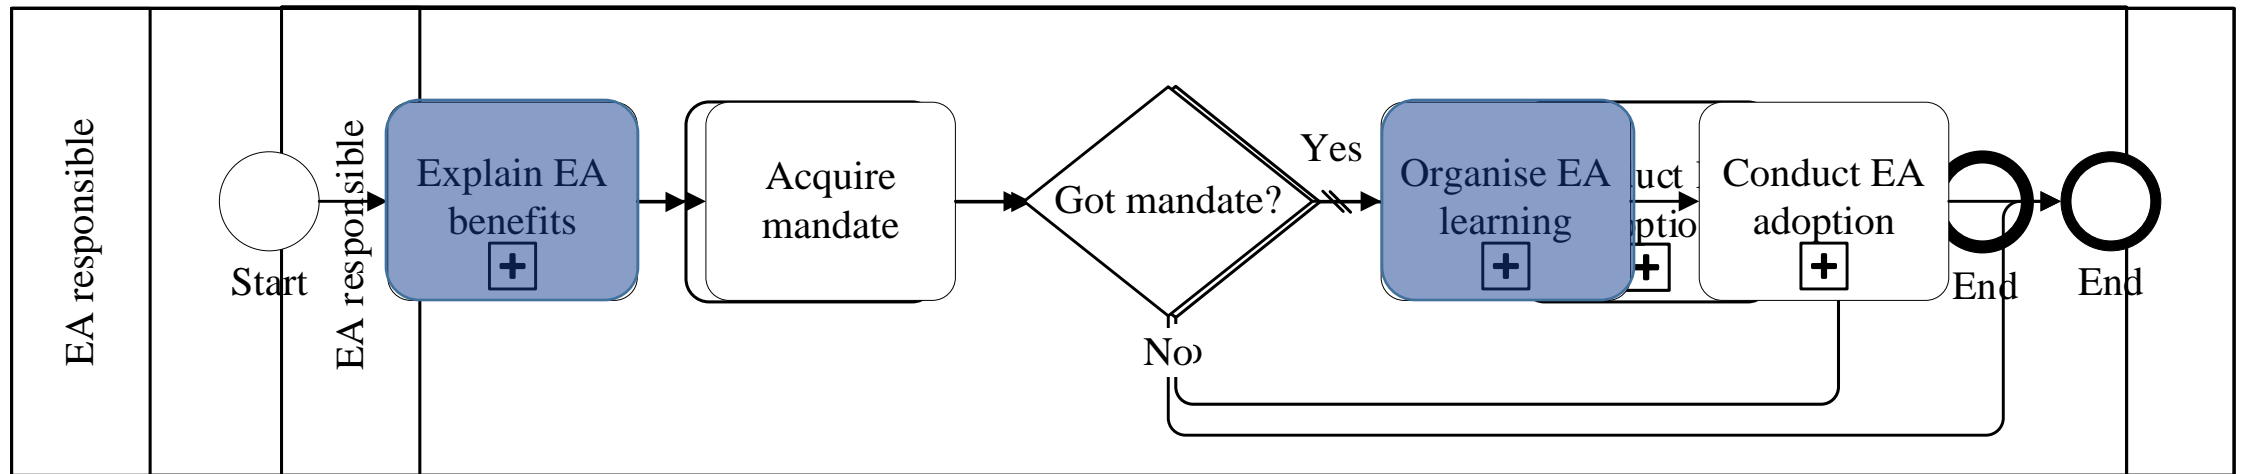 EA responsible
EA responsible
Start
Explain EA
benefits
Acquire
mandate
Got mandate?
Yes
No
Organise EA
learning
Conduct EA
adoption
End
End